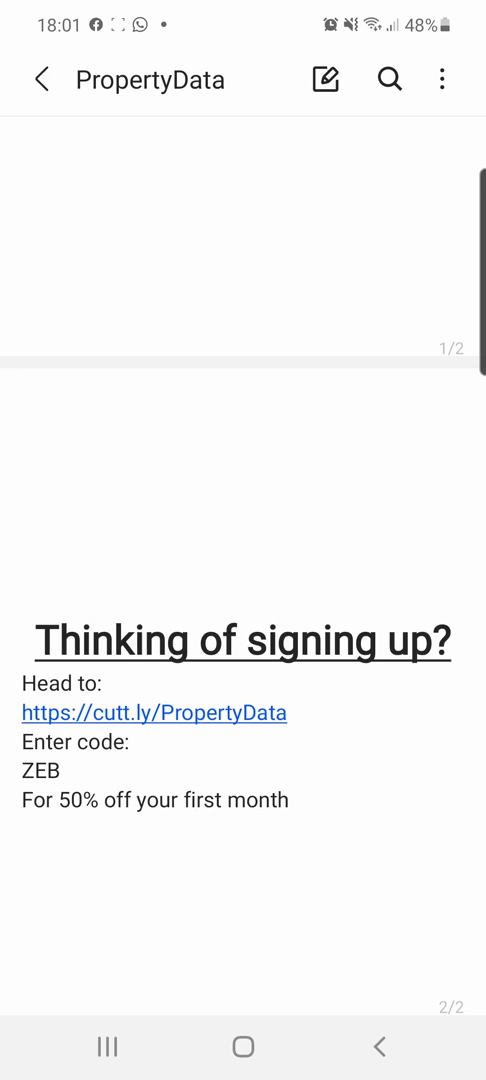 18:01
48%
PropertyData
1/2
Thinking of signing up?
Head to:
https://cutt.ly/PropertyData
Enter code:
ZEB
For 50% off your first month
2/2